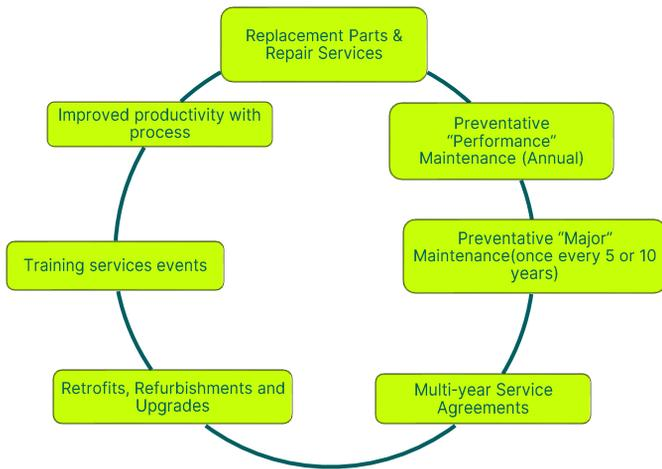 Replacement Parts &
Repair Services
Improved productivity with
process
Preventative
“Performance”
Maintenance (Annual)
Preventative “Major”
Maintenance(once every 5 or 10
years)
Training services events
Retrofits, Refurbishments and
Upgrades
Multi-year Service
Agreements